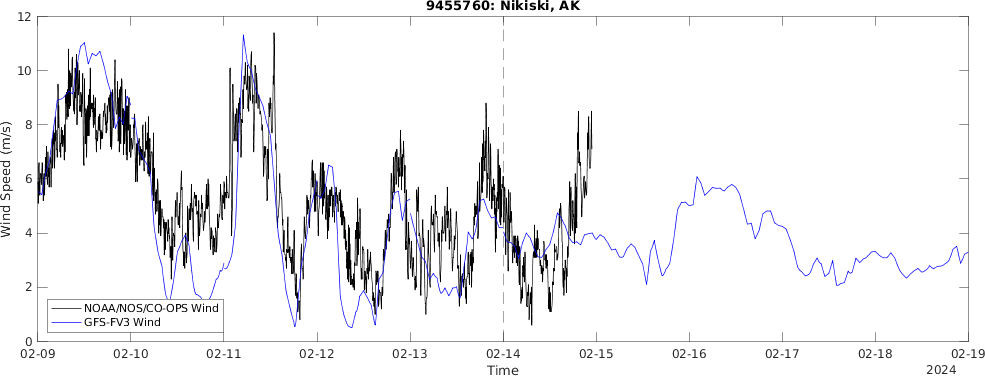 9455760: Nikiski, AK
Wind Speed (m/s)
12
10
8
6
4
2
0
NOAA/NOS/CO-OPS Wind
GFS-FV3 Wind
02-09 02-10 02-11 02-12 02-13 02-14 02-15 02-16 02-17 02-18 02-19
Time
2024